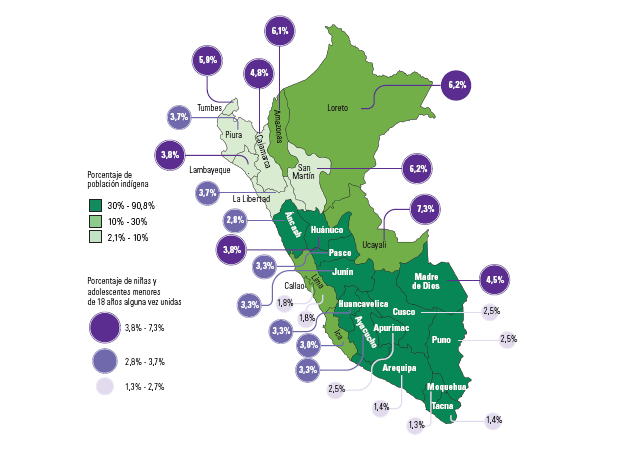 6,1%
5,8%
4,8%
6,2%
Tumbes
3,7%
Piura
Cajamarca
Amazonas
Loreto
3,8%
Lambayeque
San
Martín
6,2%
3,7%
La Libertad
2,8%
Áncash
Huánuco
7,3%
3,8%
Pasco
Ucayali
3,3%
Junín
Madre
de Dios
4,5%
Callao
Lima
1,8%
3,3%
Huancavelica
Cusco
2,5%
1,8%
3,3%
Ica
Ayacucho
Apurímac
Puno
2,5%
3,0%
3,3%
Arequipa
2,5%
Moquehua
1,4%
Tacna
1,3%
1,4%
Porcentaje de
población indígena
30% - 90,8%
10% - 30%
2,1% - 10%
Porcentaje de niñas y
adolescentes menores
de 18 años alguna vez unidas
3,8% - 7,3%
2,8% - 3,7%
1,3% - 2,7%